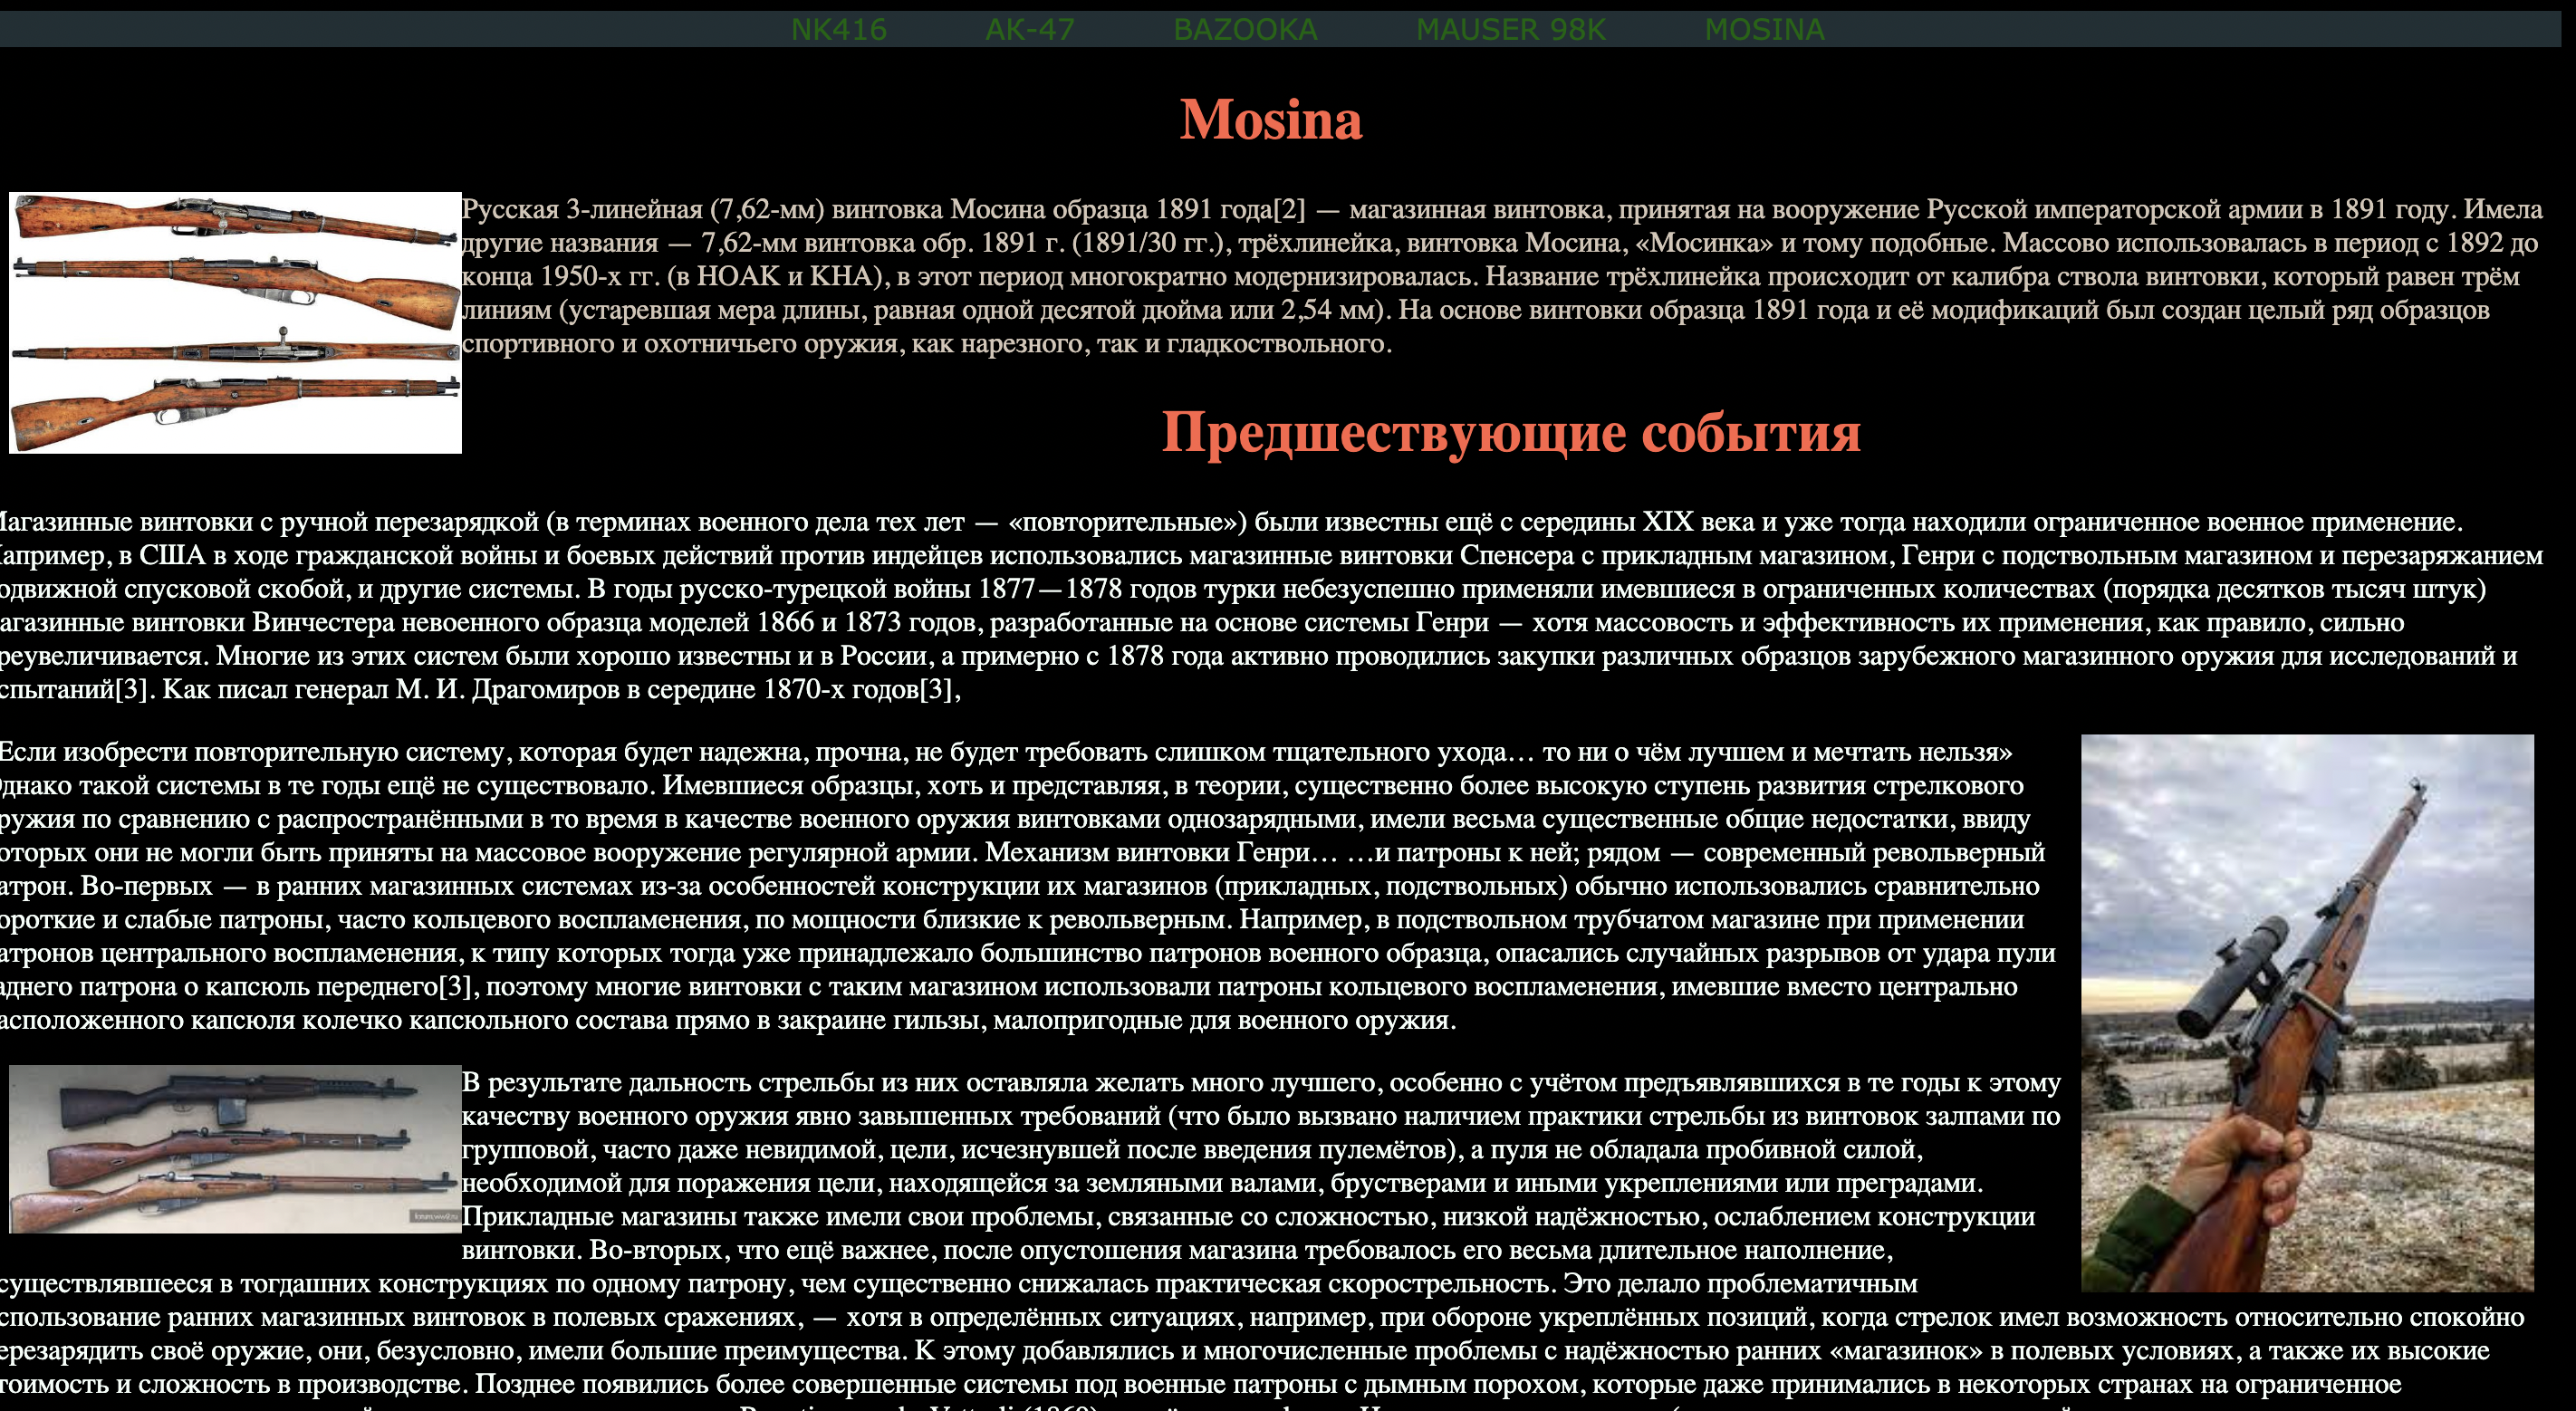 NK416 AK-47 BAZOOKA MAUSER 98K MOSINA
Mosina
Русская 3-линейная (7,62-мм) винтовка Мосина образца 1891 года[2] — магазинная винтовка, принятая на вооружение Русской императорской армии в 1891 году. Имела
другие названия — 7,62-мм винтовка обр. 1891 г. (1891/30 гг.), трёхлинейка, винтовка Мосина, «Мосинка» и тому подобные. Массово использовалась в период с 1892 до
конца 1950-х гг. (в НОАК и КНА), в этот период многократно модернизировалась. Название трёхлинейка происходит от калибра ствола винтовки, который равен трём
линиям (устаревшая мера длины, равная одной десятой дюйма или 2,54 мм). На основе винтовки образца 1891 года и её модификаций был создан целый ряд образцов
спортивного и охотничьего оружия, как нарезного, так и гладкоствольного.
Предшествующие события
Магазинные винтовки с ручной перезарядкой (в терминах военного дела тех лет — «повторительные») были известны ещё с середины XIX века и уже тогда находили ограниченное военное применение.
апример, в США в ходе гражданской войны и боевых действий против индейцев использовались магазинные винтовки Спенсера с прикладным магазином, Генри с подствольным магазином и перезаряжанием
одвижной спусковой скобой, и другие системы. В годы русско-турецкой войны 1877—1878 годов турки небезуспешно применяли имевшиеся в ограниченных количествах (порядка десятков тысяч штук)
агазинные винтовки Винчестера невоенного образца моделей 1866 и 1873 годов, разработанные на основе системы Генри — хотя массовость и эффективность их применения, как правило, сильно
реувеличивается. Многие из этих систем были хорошо известны и в России, а примерно с 1878 года активно проводились закупки различных образцов зарубежного магазинного оружия для исследований и
спытаний[3]. Как писал генерал М. И. Драгомиров в середине 1870-х годов[3],
Если изобрести повторительную систему, которая будет надежна, прочна, не будет требовать слишком тщательного ухода… то ни о чём лучшем и мечтать нельзя»
Однако такой системы в те годы ещё не существовало. Имевшиеся образцы, хоть и представляя, в теории, существенно более высокую ступень развития стрелкового
ружия по сравнению с распространёнными в то время в качестве военного оружия винтовками однозарядными, имели весьма существенные общие недостатки, ввиду
оторых они не могли быть приняты на массовое вооружение регулярной армии. Механизм винтовки Генри… …и патроны к ней; рядом — современный револьверный
атрон. Во-первых — в ранних магазинных системах из-за особенностей конструкции их магазинов (прикладных, подствольных) обычно использовались сравнительно
ороткие и слабые патроны, часто кольцевого воспламенения, по мощности близкие к револьверным. Например, в подствольном трубчатом магазине при применении
атронов центрального воспламенения, к типу которых тогда уже принадлежало большинство патронов военного образца, опасались случайных разрывов от удара пули
аднего патрона о капсюль переднего[3], поэтому многие винтовки с таким магазином использовали патроны кольцевого воспламенения, имевшие вместо центрально
асположенного капсюля колечко капсюльного состава прямо в закраине гильзы, малопригодные для военного оружия.
В результате дальность стрельбы из них оставляла желать много лучшего, особенно с учётом предъявлявшихся в те годы к этому
качеству военного оружия явно завышенных требований (что было вызвано наличием практики стрельбы из винтовок залпами по
групповой, часто даже невидимой, цели, исчезнувшей после введения пулемётов), а пуля не обладала пробивной силой,
необходимой для поражения цели, находящейся за земляными валами, брустверами и иными укреплениями или преградами.
Прикладные магазины также имели свои проблемы, связанные со сложностью, низкой надёжностью, ослаблением конструкции
винтовки. Во-вторых, что ещё важнее, после опустошения магазина требовалось его весьма длительное наполнение,
существлявшееся в тогдашних конструкциях по одному патрону, чем существенно снижалась практическая скорострельность. Это делало проблематичным
спользование ранних магазинных винтовок в полевых сражениях, — хотя в определённых ситуациях, например, при обороне укреплённых позиций, когда стрелок имел возможность относительно спокойно
ерезарядить своё оружие, они, безусловно, имели большие преимущества. К этому добавлялись и многочисленные проблемы с надёжностью ранних «магазинок» в полевых условиях, а также их высокие
тоимость и сложность в производстве. Позднее появились более совершенные системы под военные патроны с дымным порохом, которые даже принимались в некоторых странах на ограниченное